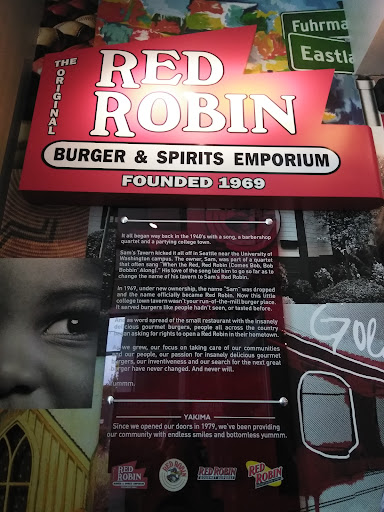 Fuhrma
Eastla
THE ORIGINAL
RED
ROBIN
BURGER & SPIRITS EMPORIUM
FOUNDED 1969
It all began way back in the 1940's with a song, a barbershop
quartet and a partying college town.
Sam's Tavern kicked it all off in Seattle near the University of
Washington campus. The owner, Sam, was part of a quartet
that often sang "When the Red, Red Robin (Comes Bob, Bob
Bobbin' Along)." His love of the song led him to go so far as to
change the name of his tavern to Sam's Red Robin.
In 1969, under new ownership, the name "Sam" was dropped
and the name officially became Red Robin. Now this little
college town tavern wasn't your run-of-the-mill burger place.
It served burgers like people hadn't seen, or tasted before.
as word spread of the small restaurant with the insanely
delicious gourmet burgers, people all across the country
asking for rights to open a Red Robin in their hometown.
we grew, our focus on taking care of our communities
and our people, our passion for insanely delicious gourmet
burgers, our inventiveness and our search for the next great
burger have never changed. And never will.
YAKIMA
Since we opened our doors in 1979, we've been providing
our community with endless smiles and bottomless yummm.
RED ROBIN
RED ROBIN
RED ROBIN
RED ROBIN